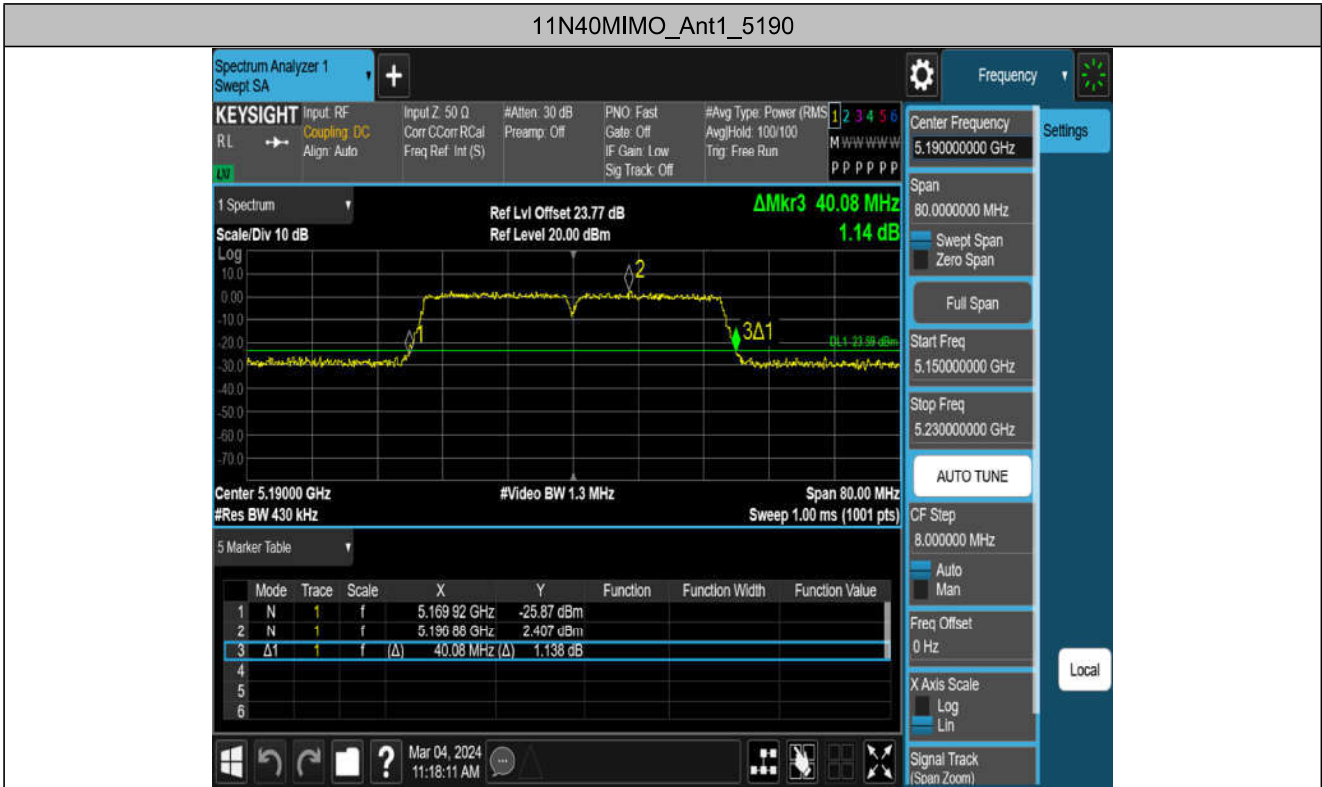 11N40MIMO_Ant1_5190
Spectrum Analyzer 1
Swept SA
+
Frequency
KEYSIGHT
RL
LXI
Input: RF
Coupling: DC
Align: Auto
Input Z: 50 Ω
Corr CCorr RCal
Freq Ref: Int (S)
#Atten: 30 dB
Preamp: Off
PNO: Fast
Gate: Off
IF Gain: Low
Sig Track: Off
#Avg Type: Power (RMS
Avg|Hold: 100/100
Trig: Free Run
1 2 3 4 5 6
M W W W W W
P P P P P P
1 Spectrum
Scale/Div 10 dB
Ref Lvl Offset 23.77 dB
Ref Level 20.00 dBm
ΔMkr3 40.08 MHz
1.14 dB
Log
10.0
0.00
-10.0
-20.0
-30.0
-40.0
-50.0
-60.0
-70.0
1
2
3Δ1
DL1 -23.59 dBm
Center 5.19000 GHz
#Video BW 1.3 MHz
Span 80.00 MHz
#Res BW 430 kHz
Sweep 1.00 ms (1001 pts)
5 Marker Table
Mode Trace Scale X Y Function Function Width Function Value
1 N 1 f 5.169 92 GHz -25.87 dBm
2 N 1 f 5.196 88 GHz 2.407 dBm
3 Δ1 1 f (Δ) 40.08 MHz (Δ) 1.138 dB
4
5
6
Mar 04, 2024
11:18:11 AM
?
Center Frequency
5.190000000 GHz
Settings
Span
80.0000000 MHz
Swept Span
Zero Span
Full Span
Start Freq
5.150000000 GHz
Stop Freq
5.230000000 GHz
AUTO TUNE
CF Step
8.000000 MHz
Auto
Man
Freq Offset
0 Hz
Local
X Axis Scale
Log
Lin
Signal Track
(Span Zoom)